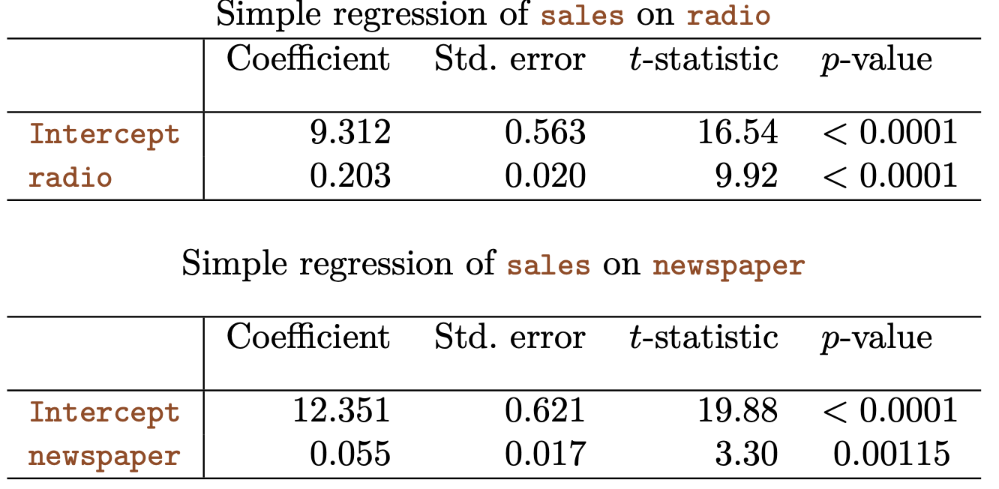 Simple regression of sales on radio
Coefficient Std. error t-statistic p-value
Intercept 9.312 0.563 16.54 < 0.0001
radio 0.203 0.020 9.92 < 0.0001
Simple regression of sales on newspaper
Coefficient Std. error t-statistic p-value
Intercept 12.351 0.621 19.88 < 0.0001
newspaper 0.055 0.017 3.30 0.00115